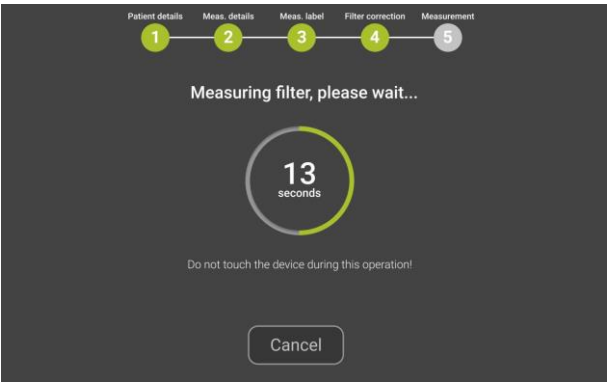 Patient details Meas. details Meas. label Filter correction Measurement
1 2 3 4 5
Measuring filter, please wait...
13
seconds
Do not touch the device during this operation!
Cancel